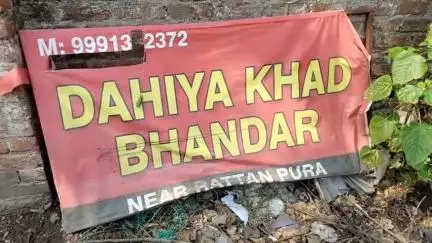 M: 99913 2372
DAHIYA KHAD
BHANDAR
NEAR RATTAN PURA